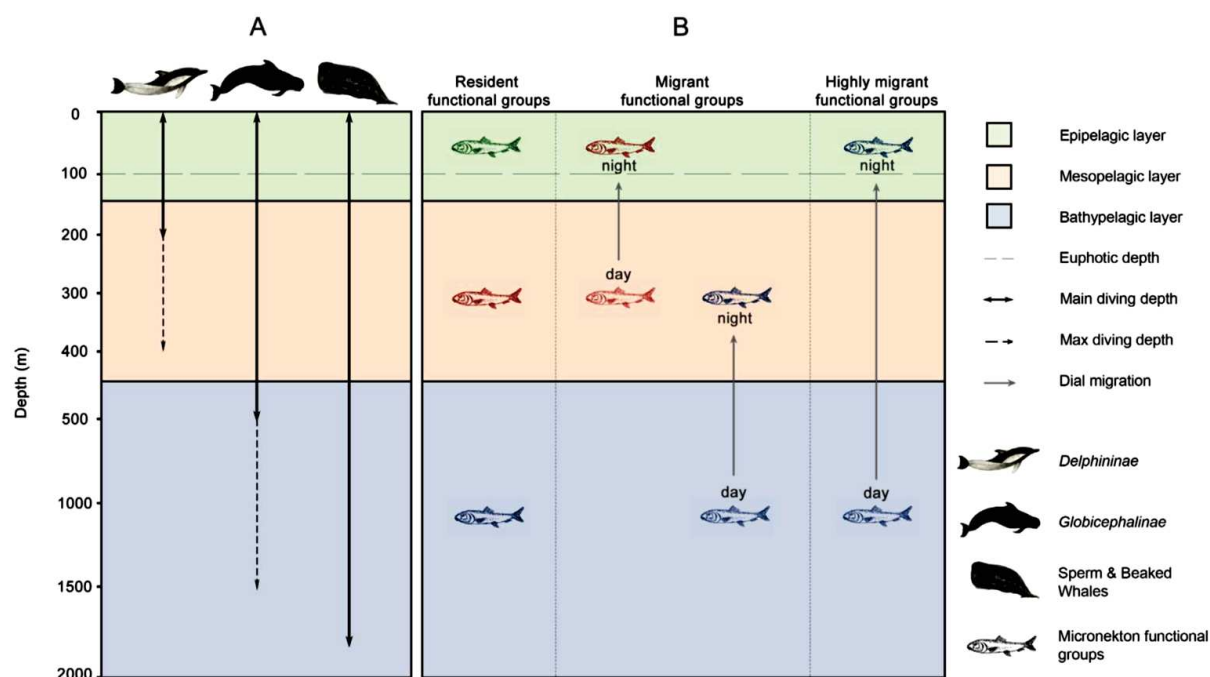 A
B
Resident
functional groups
Migrant
functional groups
Highly migrant
functional groups
Depth (m)
0
100
200
300
400
500
1000
1500
2000
night
night
day
night
day
day
Epipelagic layer
Mesopelagic layer
Bathypelagic layer
Euphotic depth
Main diving depth
Max diving depth
Dial migration
Delphininae
Globicephalinae
Sperm & Beaked
Whales
Micronekton functional
groups